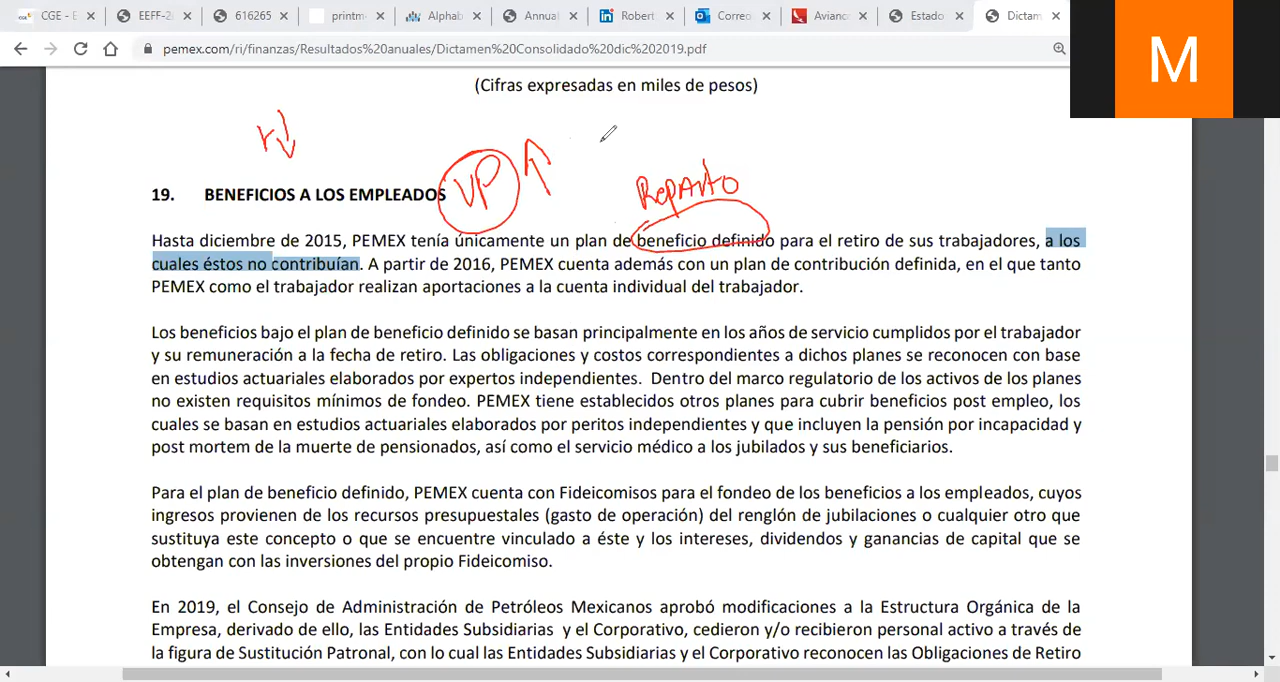 CGE - E
EEFF-2
616265
printm
Alphab
Annua
Robert
Correo
Avianc
Estado
Dictam
pemex.com/ri/finanzas/Resultados%20anuales/Dictamen%20Consolidado%20dic%202019.pdf
M
(Cifras expresadas en miles de pesos)
r
VP
Reparto
19. BENEFICIOS A LOS EMPLEADOS
Hasta diciembre de 2015, PEMEX tenía únicamente un plan de beneficio definido para el retiro de sus trabajadores, a los
cuales éstos no contribuían. A partir de 2016, PEMEX cuenta además con un plan de contribución definida, en el que tanto
PEMEX como el trabajador realizan aportaciones a la cuenta individual del trabajador.
Los beneficios bajo el plan de beneficio definido se basan principalmente en los años de servicio cumplidos por el trabajador
y su remuneración a la fecha de retiro. Las obligaciones y costos correspondientes a dichos planes se reconocen con base
en estudios actuariales elaborados por expertos independientes. Dentro del marco regulatorio de los activos de los planes
no existen requisitos mínimos de fondeo. PEMEX tiene establecidos otros planes para cubrir beneficios post empleo, los
cuales se basan en estudios actuariales elaborados por peritos independientes y que incluyen la pensión por incapacidad y
post mortem de la muerte de pensionados, así como el servicio médico a los jubilados y sus beneficiarios.
Para el plan de beneficio definido, PEMEX cuenta con Fideicomisos para el fondeo de los beneficios a los empleados, cuyos
ingresos provienen de los recursos presupuestales (gasto de operación) del renglón de jubilaciones o cualquier otro que
sustituya este concepto o que se encuentre vinculado a éste y los intereses, dividendos y ganancias de capital que se
obtengan con las inversiones del propio Fideicomiso.
En 2019, el Consejo de Administración de Petróleos Mexicanos aprobó modificaciones a la Estructura Orgánica de la
Empresa, derivado de ello, las Entidades Subsidiarias y el Corporativo, cedieron y/o recibieron personal activo a través de
la figura de Sustitución Patronal, con lo cual las Entidades Subsidiarias y el Corporativo reconocen las Obligaciones de Retiro